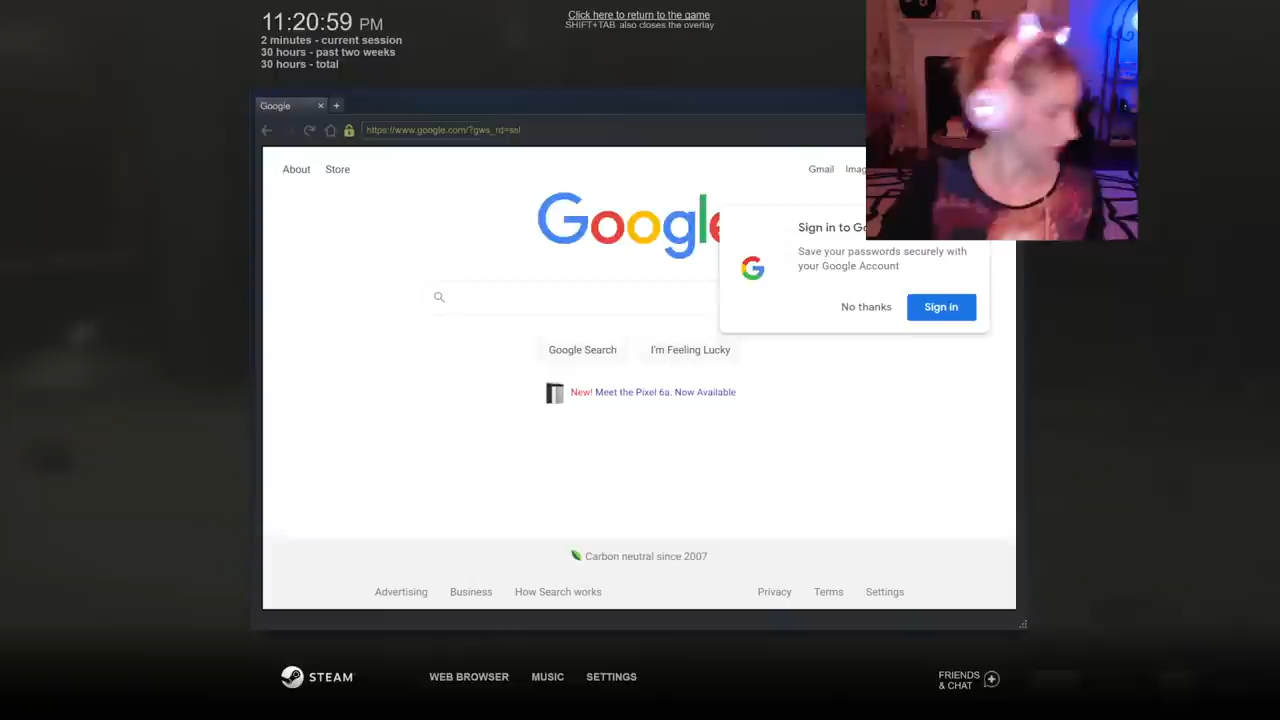 11:20:59 PM
2 minutes - current session
30 hours - past two weeks
30 hours - total
Click here to return to the game
SHIFT+TAB also closes the overlay
Google
https://www.google.com/?gws_rd=ssl
About Store
Gmail
Google
Sign in to
Save your passwords securely with
your Google Account
No thanks Sign in
Google Search I'm Feeling Lucky
New! Meet the Pixel 6a. Now Available
Carbon neutral since 2007
Advertising Business How Search works Privacy Terms Settings
STEAM
WEB BROWSER MUSIC SETTINGS
FRIENDS
& CHAT